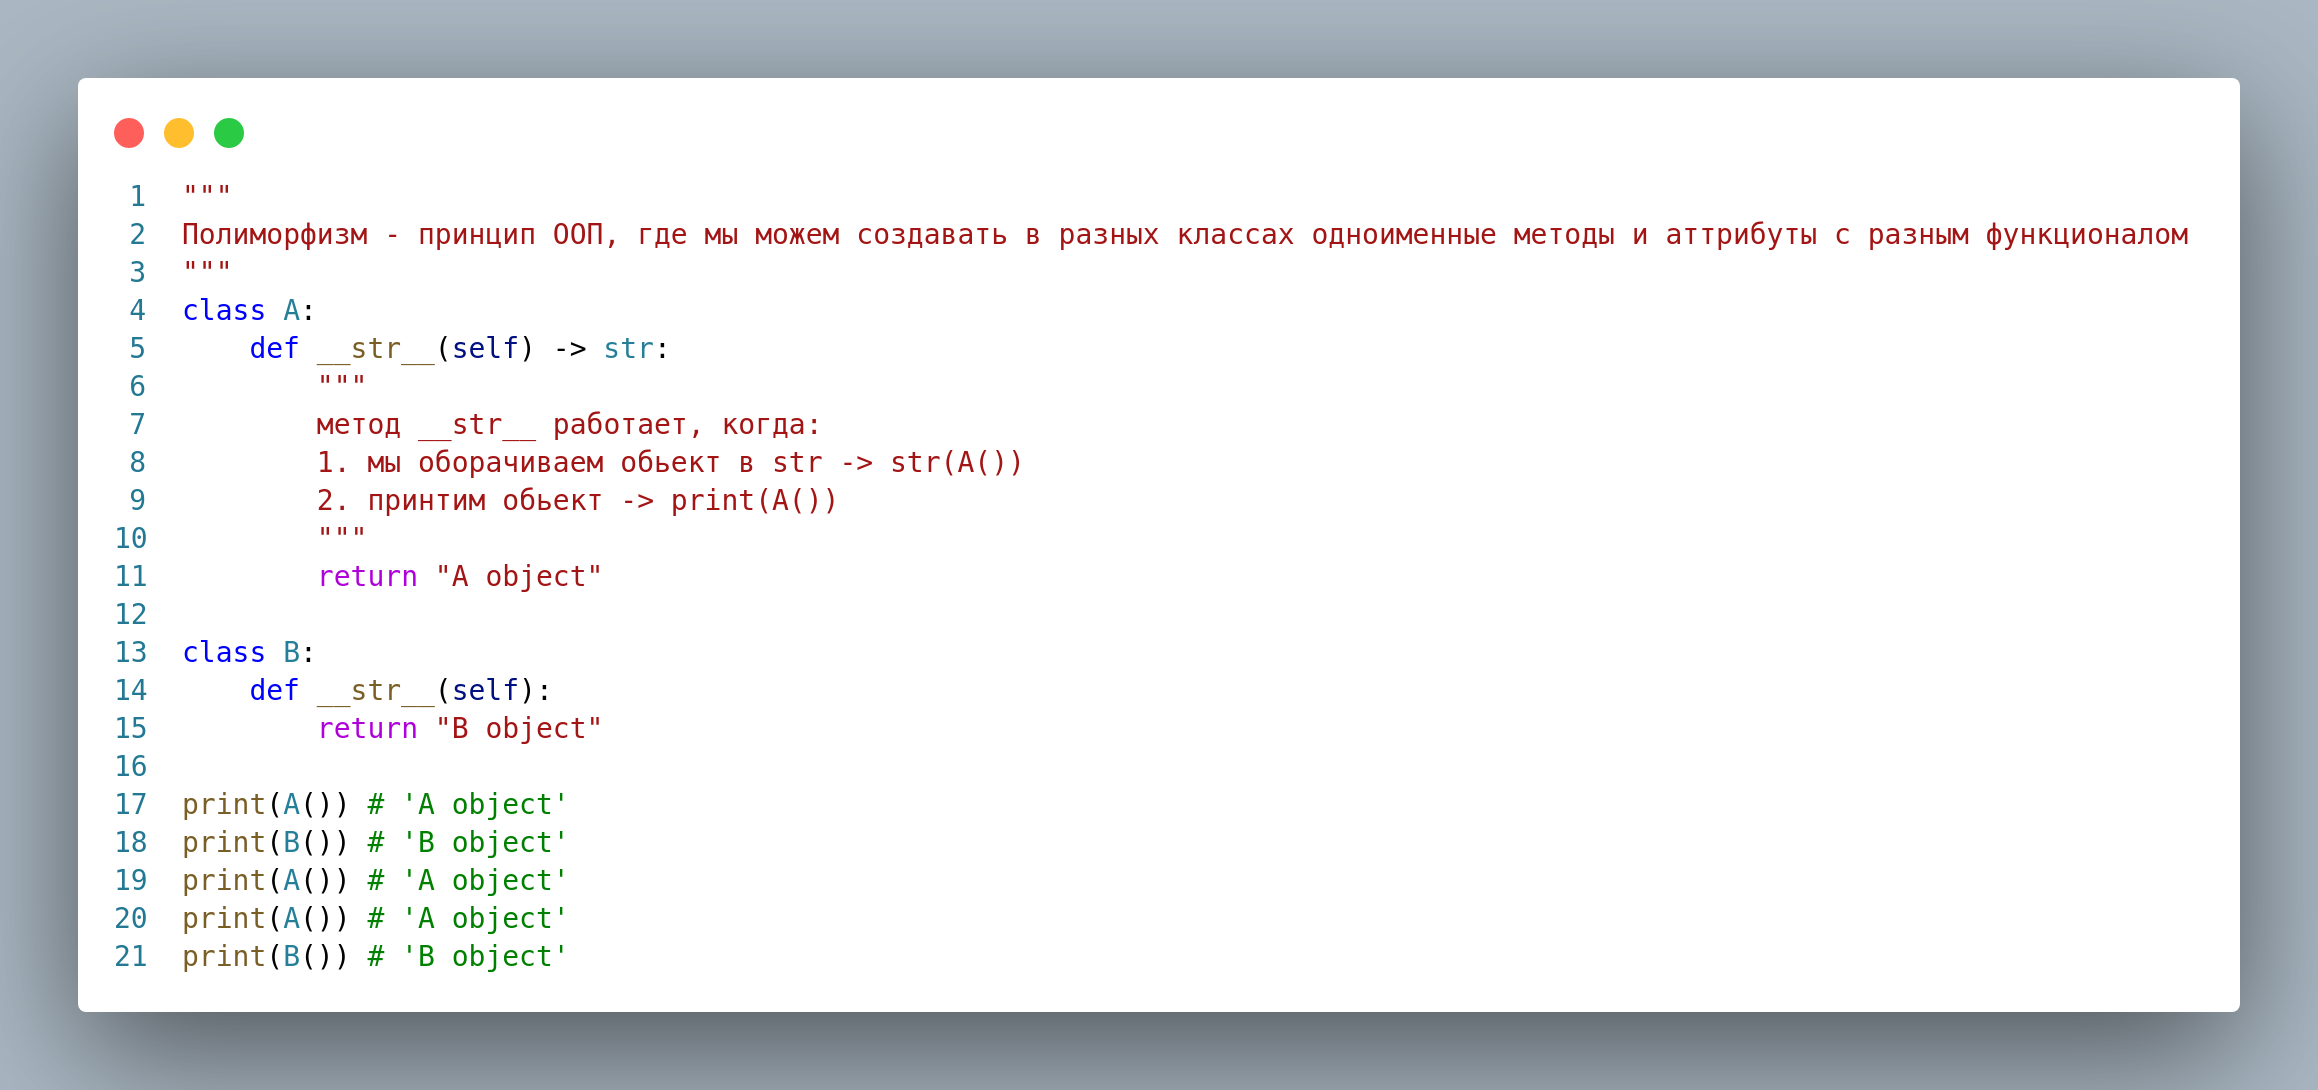 1 """
2 Полиморфизм - принцип ООП, где мы можем создавать в разных классах одноименные методы и аттрибуты с разным функционалом
3 """
4 class A:
5     def __str__(self) -> str:
6         """
7         метод __str__ работает, когда:
8         1. мы оборачиваем обьект в str -> str(A())
9         2. принтим обьект -> print(A())
10         """
11         return "A object"
12
13 class B:
14     def __str__(self):
15         return "B object"
16
17 print(A()) # 'A object'
18 print(B()) # 'B object'
19 print(A()) # 'A object'
20 print(A()) # 'A object'
21 print(B()) # 'B object'